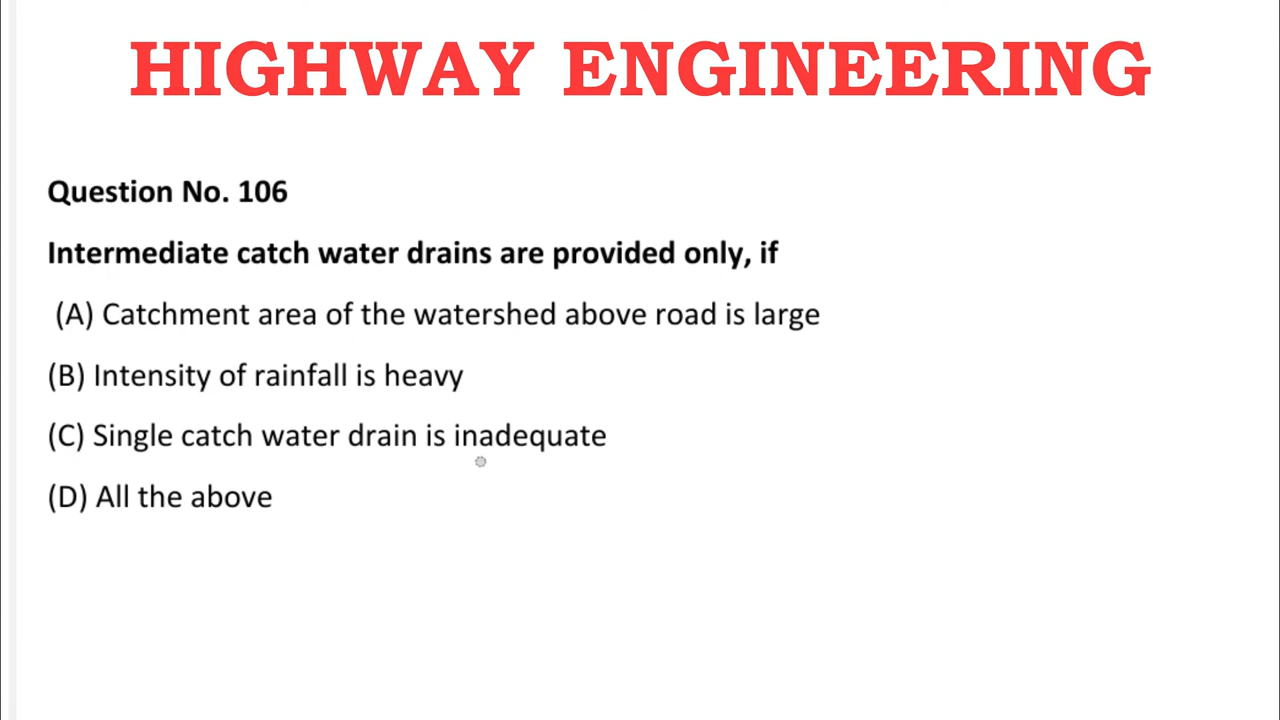 HIGHWAY ENGINEERING
Question No. 106
Intermediate catch water drains are provided only, if
(A) Catchment area of the watershed above road is large
(B) Intensity of rainfall is heavy
(C) Single catch water drain is inadequate
(D) All the above